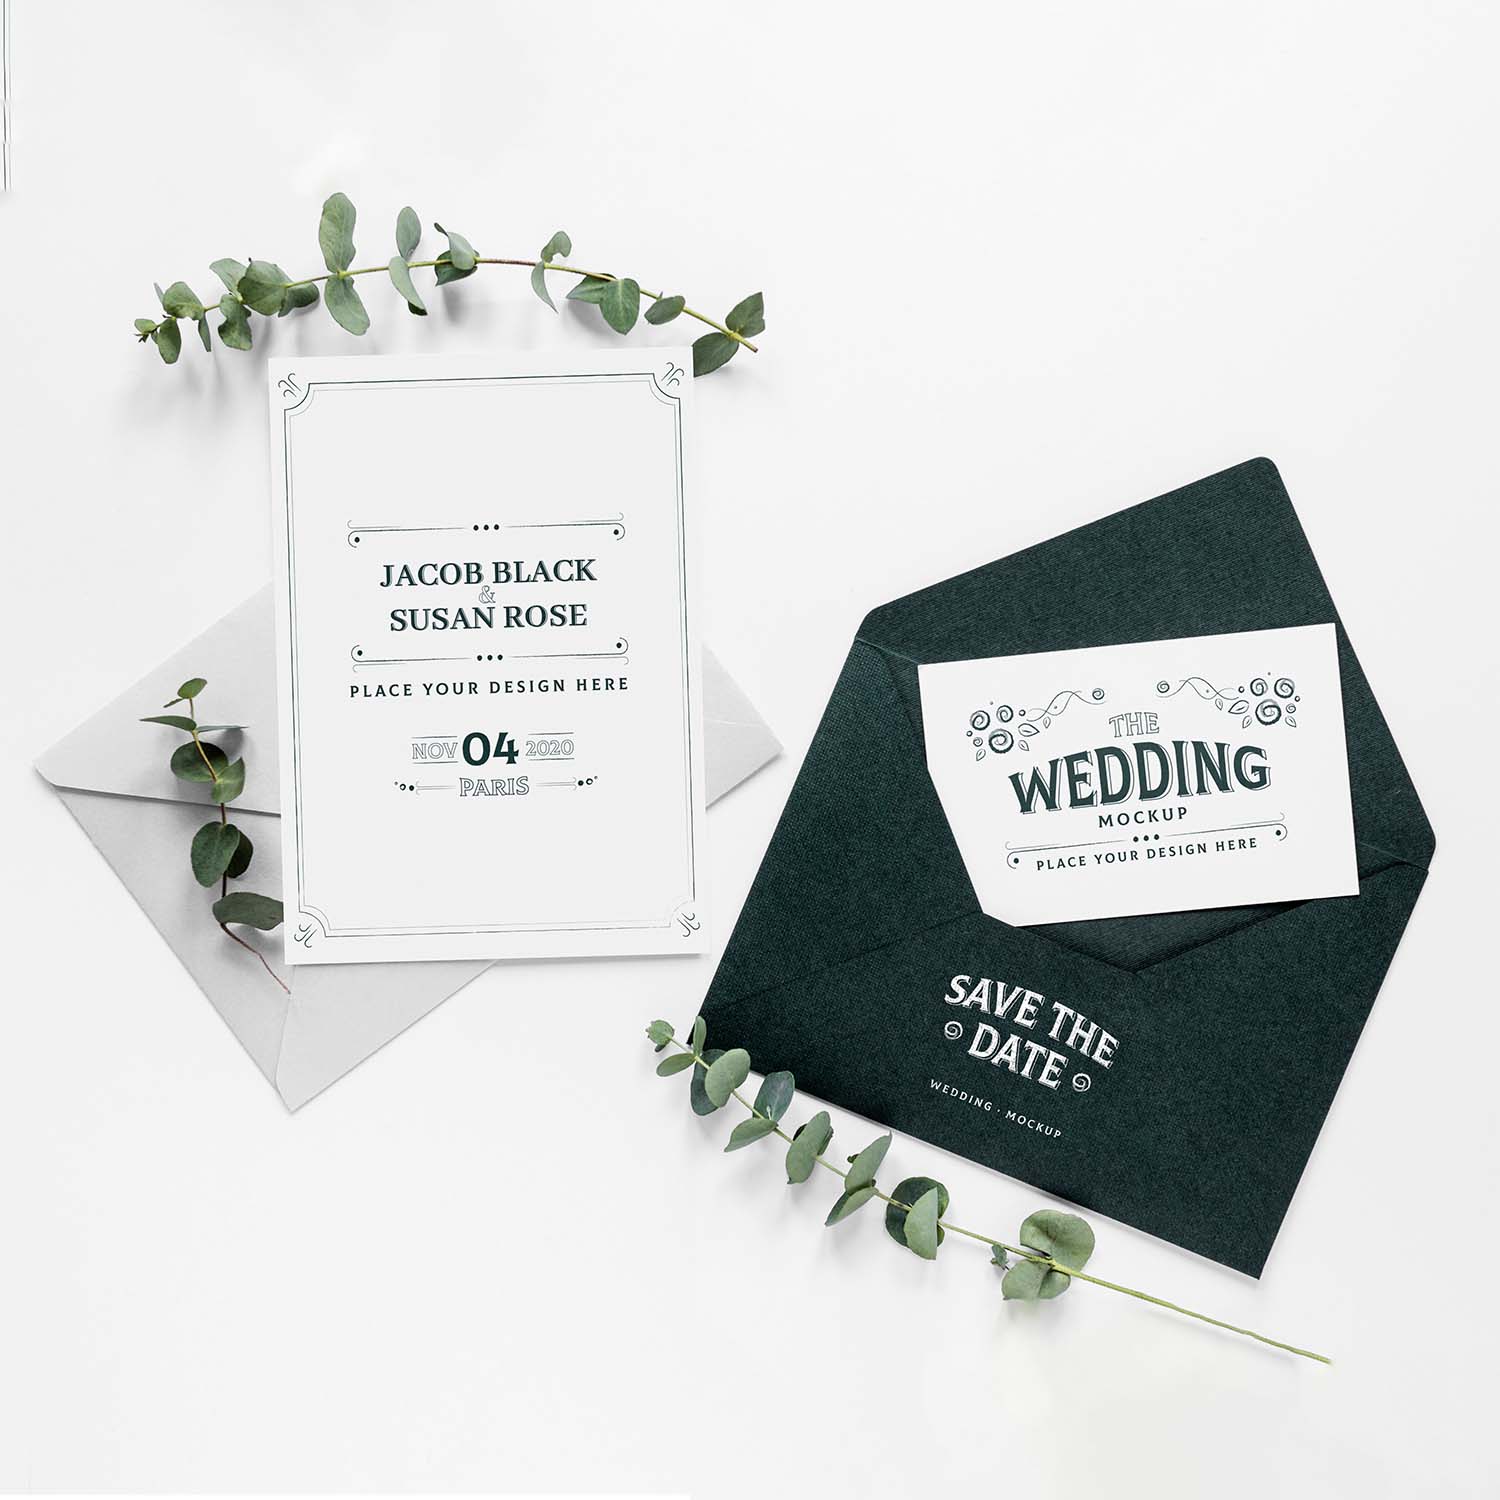 JACOB BLACK
&
SUSAN ROSE
PLACE YOUR DESIGN HERE
NOV 04 2020
PARIS
THE
WEDDING
MOCKUP
PLACE YOUR DESIGN HERE
SAVE THE
DATE
WEDDING · MOCKUP